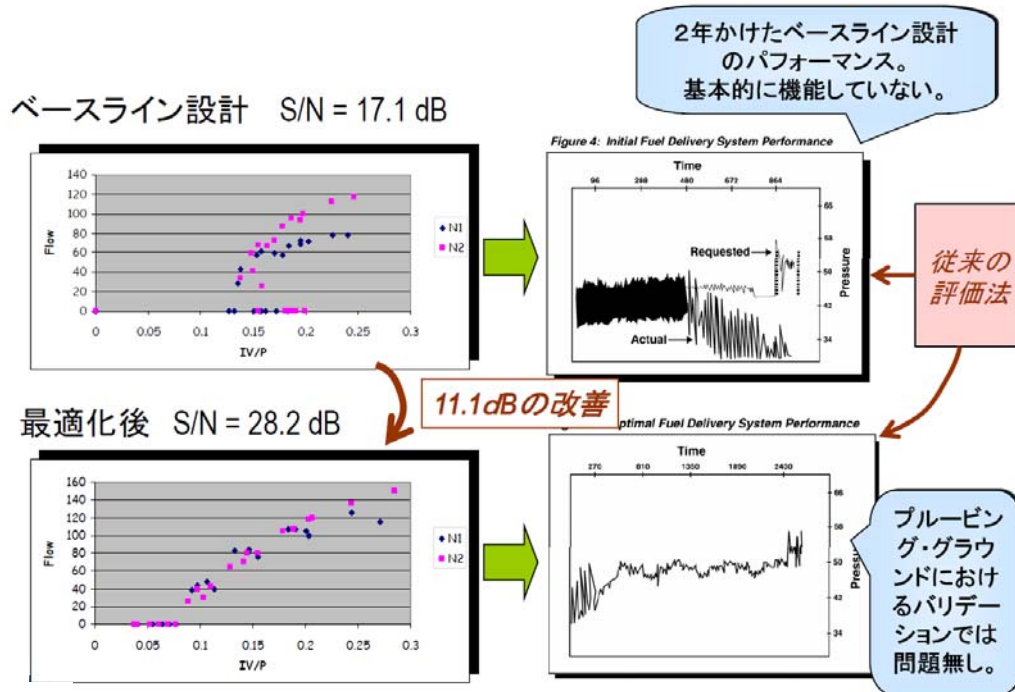 2年かけたベースライン設計
のパフォーマンス。
基本的に機能していない。
ベースライン設計 S/N = 17.1 dB
140
120
100
80
60
40
20
0
Flow
0 0.05 0.1 0.15 0.2 0.25 0.3
IV/P
N1
N2
Figure 4: Initial Fuel Delivery System Performance
Time
96 288 480 672 864
Requested
Actual
66
58
50
42
34
Pressure
従来の
評価法
11.1dBの改善
最適化後 S/N = 28.2 dB
160
140
120
100
80
60
40
20
0
Flow
0 0.05 0.1 0.15 0.2 0.25 0.3
IV/P
N1
N2
ptimal Fuel Delivery System Performance
Time
270 810 1350 1890 2430
66
58
50
42
34
Pressure
プルービン
グ・グラウ
ンドにおけ
るバリデー
ションでは
問題無し。